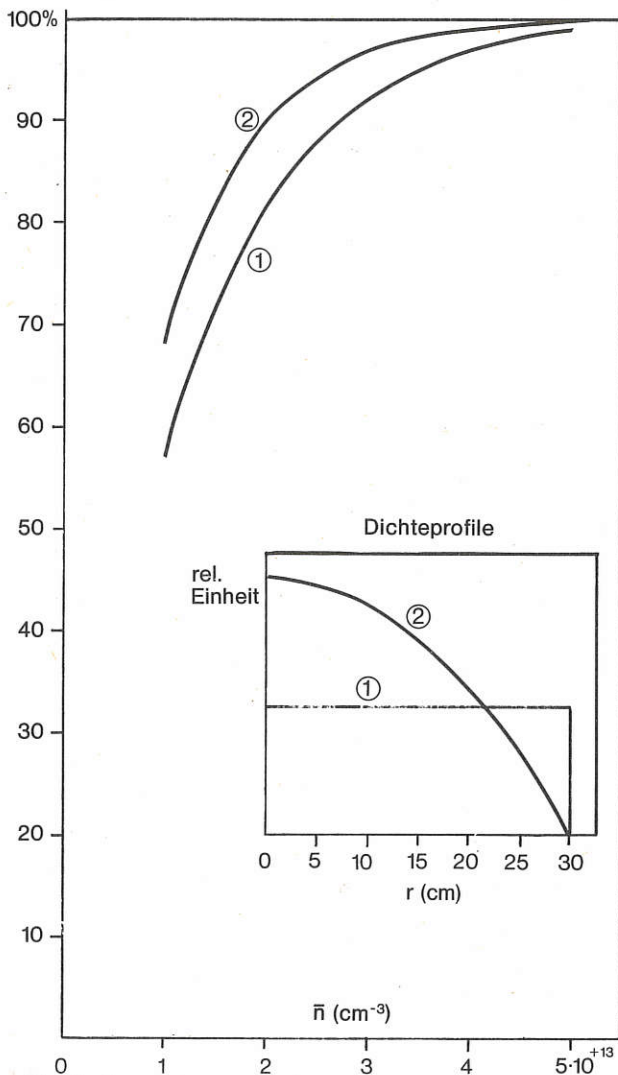 100%
90
80
70
60
50
40
30
20
10
②
①
Dichteprofile
rel.
Einheit
②
①
0 5 10 15 20 25 30
r (cm)
n̄ (cm⁻³)
0 1 2 3 4 5·10⁺¹³